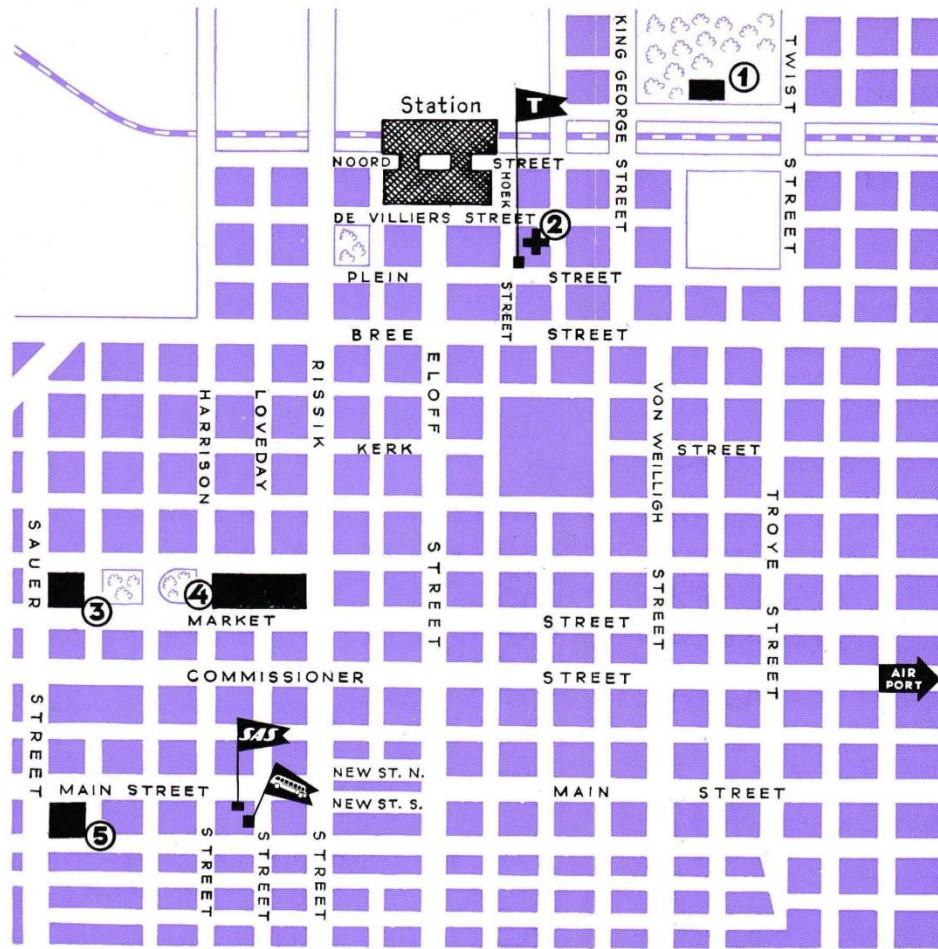 KING GEORGE STREET
TWIST STREET
1
Station
T
NOORD STREET
HOEK STREET
DE VILLIERS STREET
2
PLEIN STREET
BREE STREET
HARRISON STREET
LOVEDAY STREET
RISSIK STREET
ELOFF STREET
KERK STREET
VON WEILLIGH STREET
TROYE STREET
SAUER STREET
3
4
MARKET STREET
COMMISSIONER STREET
AIR
PORT
SAS
NEW ST. N.
MAIN STREET
NEW ST. S.
MAIN STREET
5